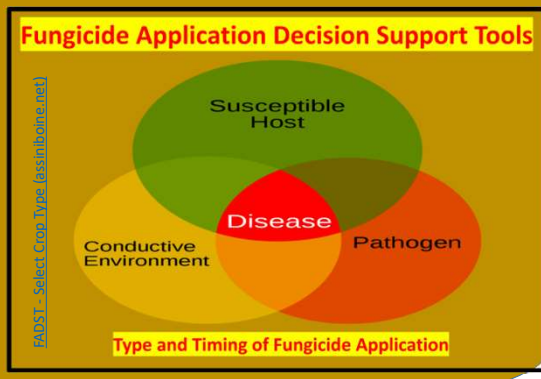 Fungicide Application Decision Support Tools
FADST - Select Crop Type (assiniboine.net)
Susceptible
Host
Disease
Conductive
Environment
Pathogen
Type and Timing of Fungicide Application